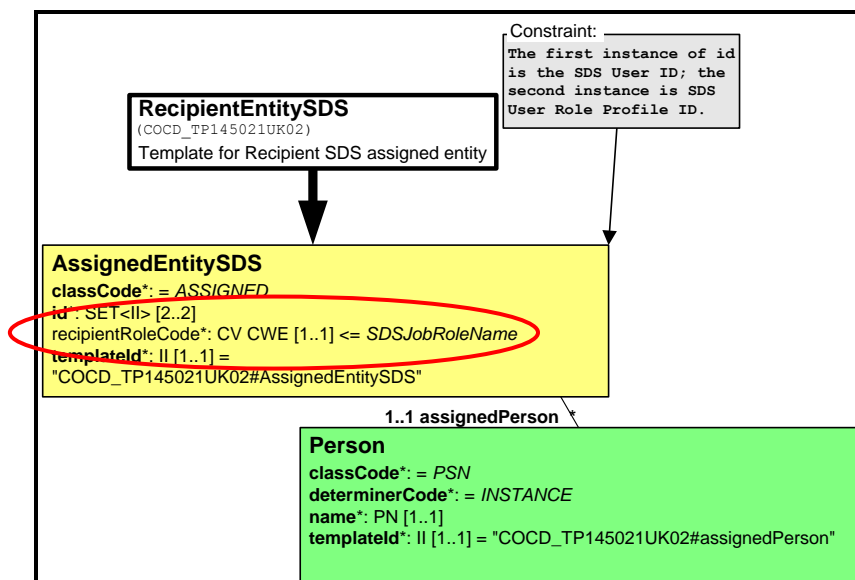 Constraint:
The first instance of id
is the SDS User ID; the
second instance is SDS
User Role Profile ID.
RecipientEntitySDS
(COCD_TP145021UK02)
Template for Recipient SDS assigned entity
AssignedEntitySDS
classCode*: = ASSIGNED
id*: SET<II> [2..2]
recipientRoleCode*: CV CWE [1..1] <= SDSJobRoleName
templateId*: II [1..1] =
"COCD_TP145021UK02#AssignedEntitySDS"
1..1 assignedPerson *
Person
classCode*: = PSN
determinerCode*: = INSTANCE
name*: PN [1..1]
templateId*: II [1..1] = "COCD_TP145021UK02#assignedPerson"